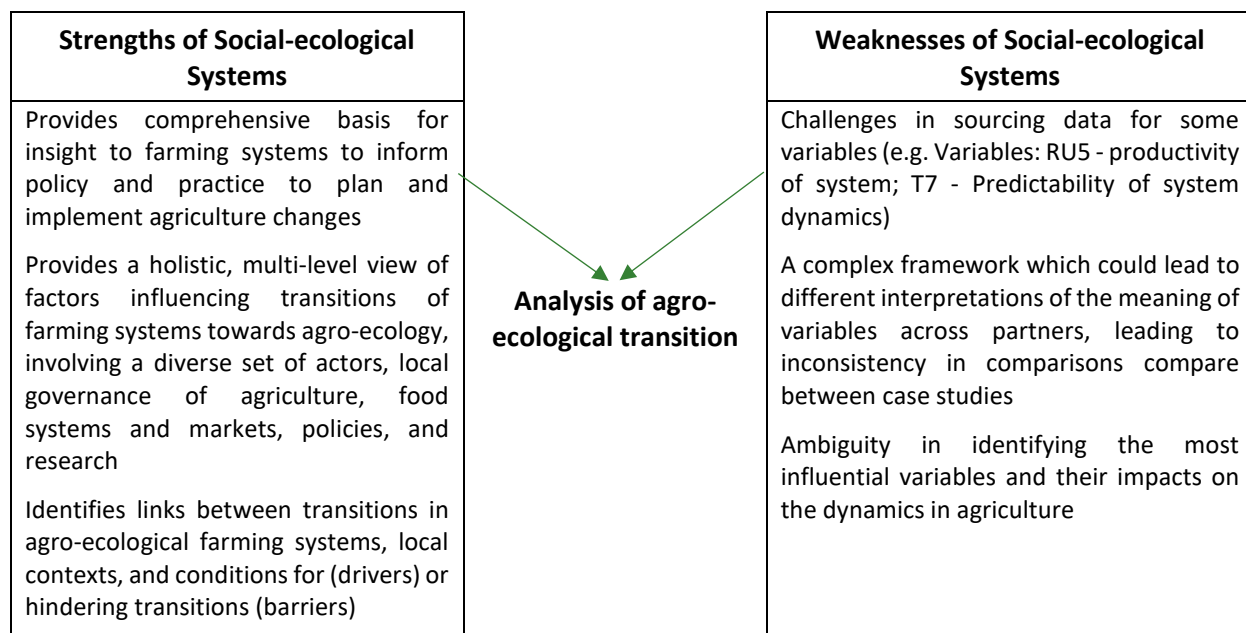 Strengths of Social-ecological
Systems
Provides comprehensive basis for
insight to farming systems to inform
policy and practice to plan and
implement agriculture changes
Provides a holistic, multi-level view of
factors influencing transitions of
farming systems towards agro-ecology,
involving a diverse set of actors, local
governance of agriculture, food
systems and markets, policies, and
research
Identifies links between transitions in
agro-ecological farming systems, local
contexts, and conditions for (drivers) or
hindering transitions (barriers)
Analysis of agro-
ecological transition
Weaknesses of Social-ecological
Systems
Challenges in sourcing data for some
variables (e.g. Variables: RU5 - productivity
of system; T7 - Predictability of system
dynamics)
A complex framework which could lead to
different interpretations of the meaning of
variables across partners, leading to
inconsistency in comparisons compare
between case studies
Ambiguity in identifying the most
influential variables and their impacts on
the dynamics in agriculture